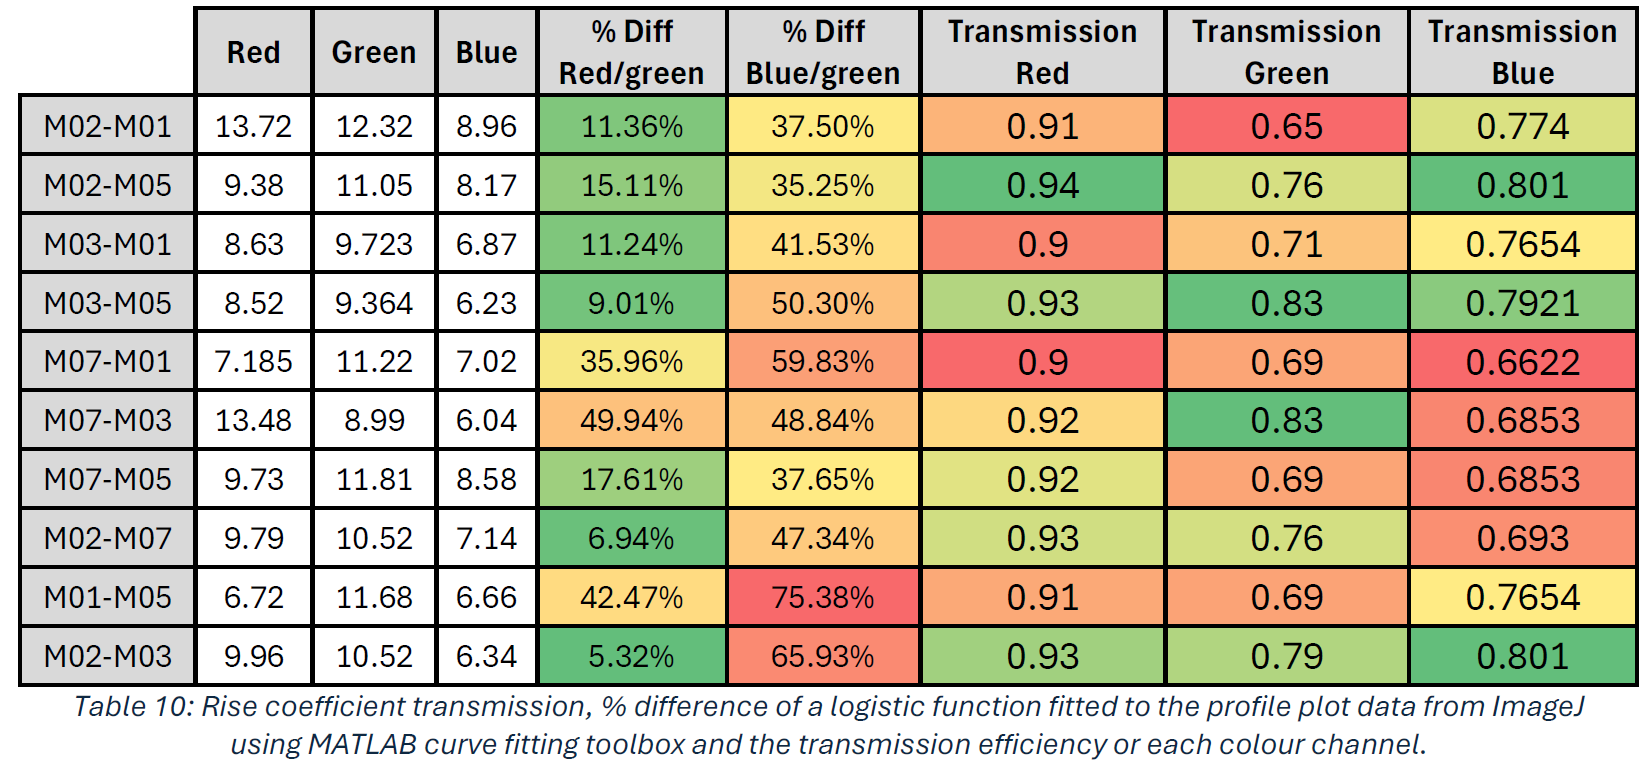 Red Green Blue % Diff Red/green % Diff Blue/green Transmission Red Transmission Green Transmission Blue
M02-M01 13.72 12.32 8.96 11.36% 37.50% 0.91 0.65 0.774
M02-M05 9.38 11.05 8.17 15.11% 35.25% 0.94 0.76 0.801
M03-M01 8.63 9.723 6.87 11.24% 41.53% 0.9 0.71 0.7654
M03-M05 8.52 9.364 6.23 9.01% 50.30% 0.93 0.83 0.7921
M07-M01 7.185 11.22 7.02 35.96% 59.83% 0.9 0.69 0.6622
M07-M03 13.48 8.99 6.04 49.94% 48.84% 0.92 0.83 0.6853
M07-M05 9.73 11.81 8.58 17.61% 37.65% 0.92 0.69 0.6853
M02-M07 9.79 10.52 7.14 6.94% 47.34% 0.93 0.76 0.693
M01-M05 6.72 11.68 6.66 42.47% 75.38% 0.91 0.69 0.7654
M02-M03 9.96 10.52 6.34 5.32% 65.93% 0.93 0.79 0.801
Table 10: Rise coefficient transmission, % difference of a logistic function fitted to the profile plot data from ImageJ
using MATLAB curve fitting toolbox and the transmission efficiency or each colour channel.